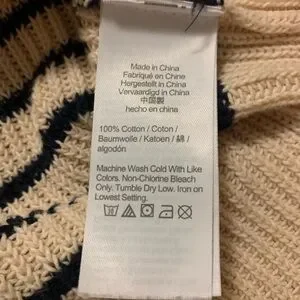 Made in China
Fabriqué en China
Hergestellt in China
Vervaardigd in China
中国製
hecho en china
100% Cotton / Coton /
Baumwolle / Katoen / 綿 /
algodón
Machine Wash Cold With Like
Colors. Non-Chlorine Bleach
Only. Tumble Dry Low. Iron on
Lowest Setting.